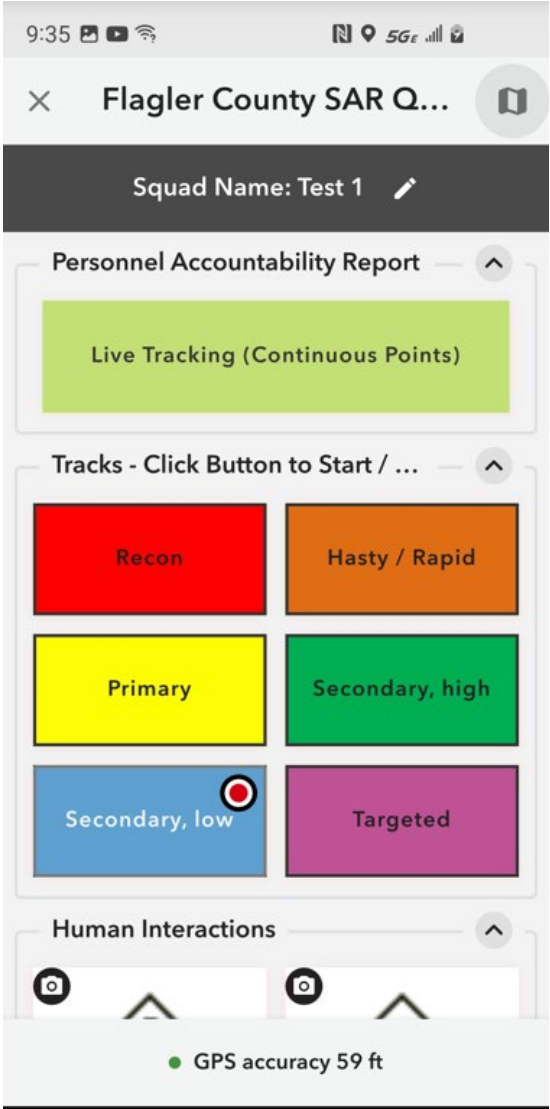 9:35 5GE
Flagler County SAR Q...
Squad Name: Test 1
Personnel Accountability Report
Live Tracking (Continuous Points)
Tracks - Click Button to Start / ...
Recon
Hasty / Rapid
Primary
Secondary, high
Secondary, low
Targeted
Human Interactions
GPS accuracy 59 ft